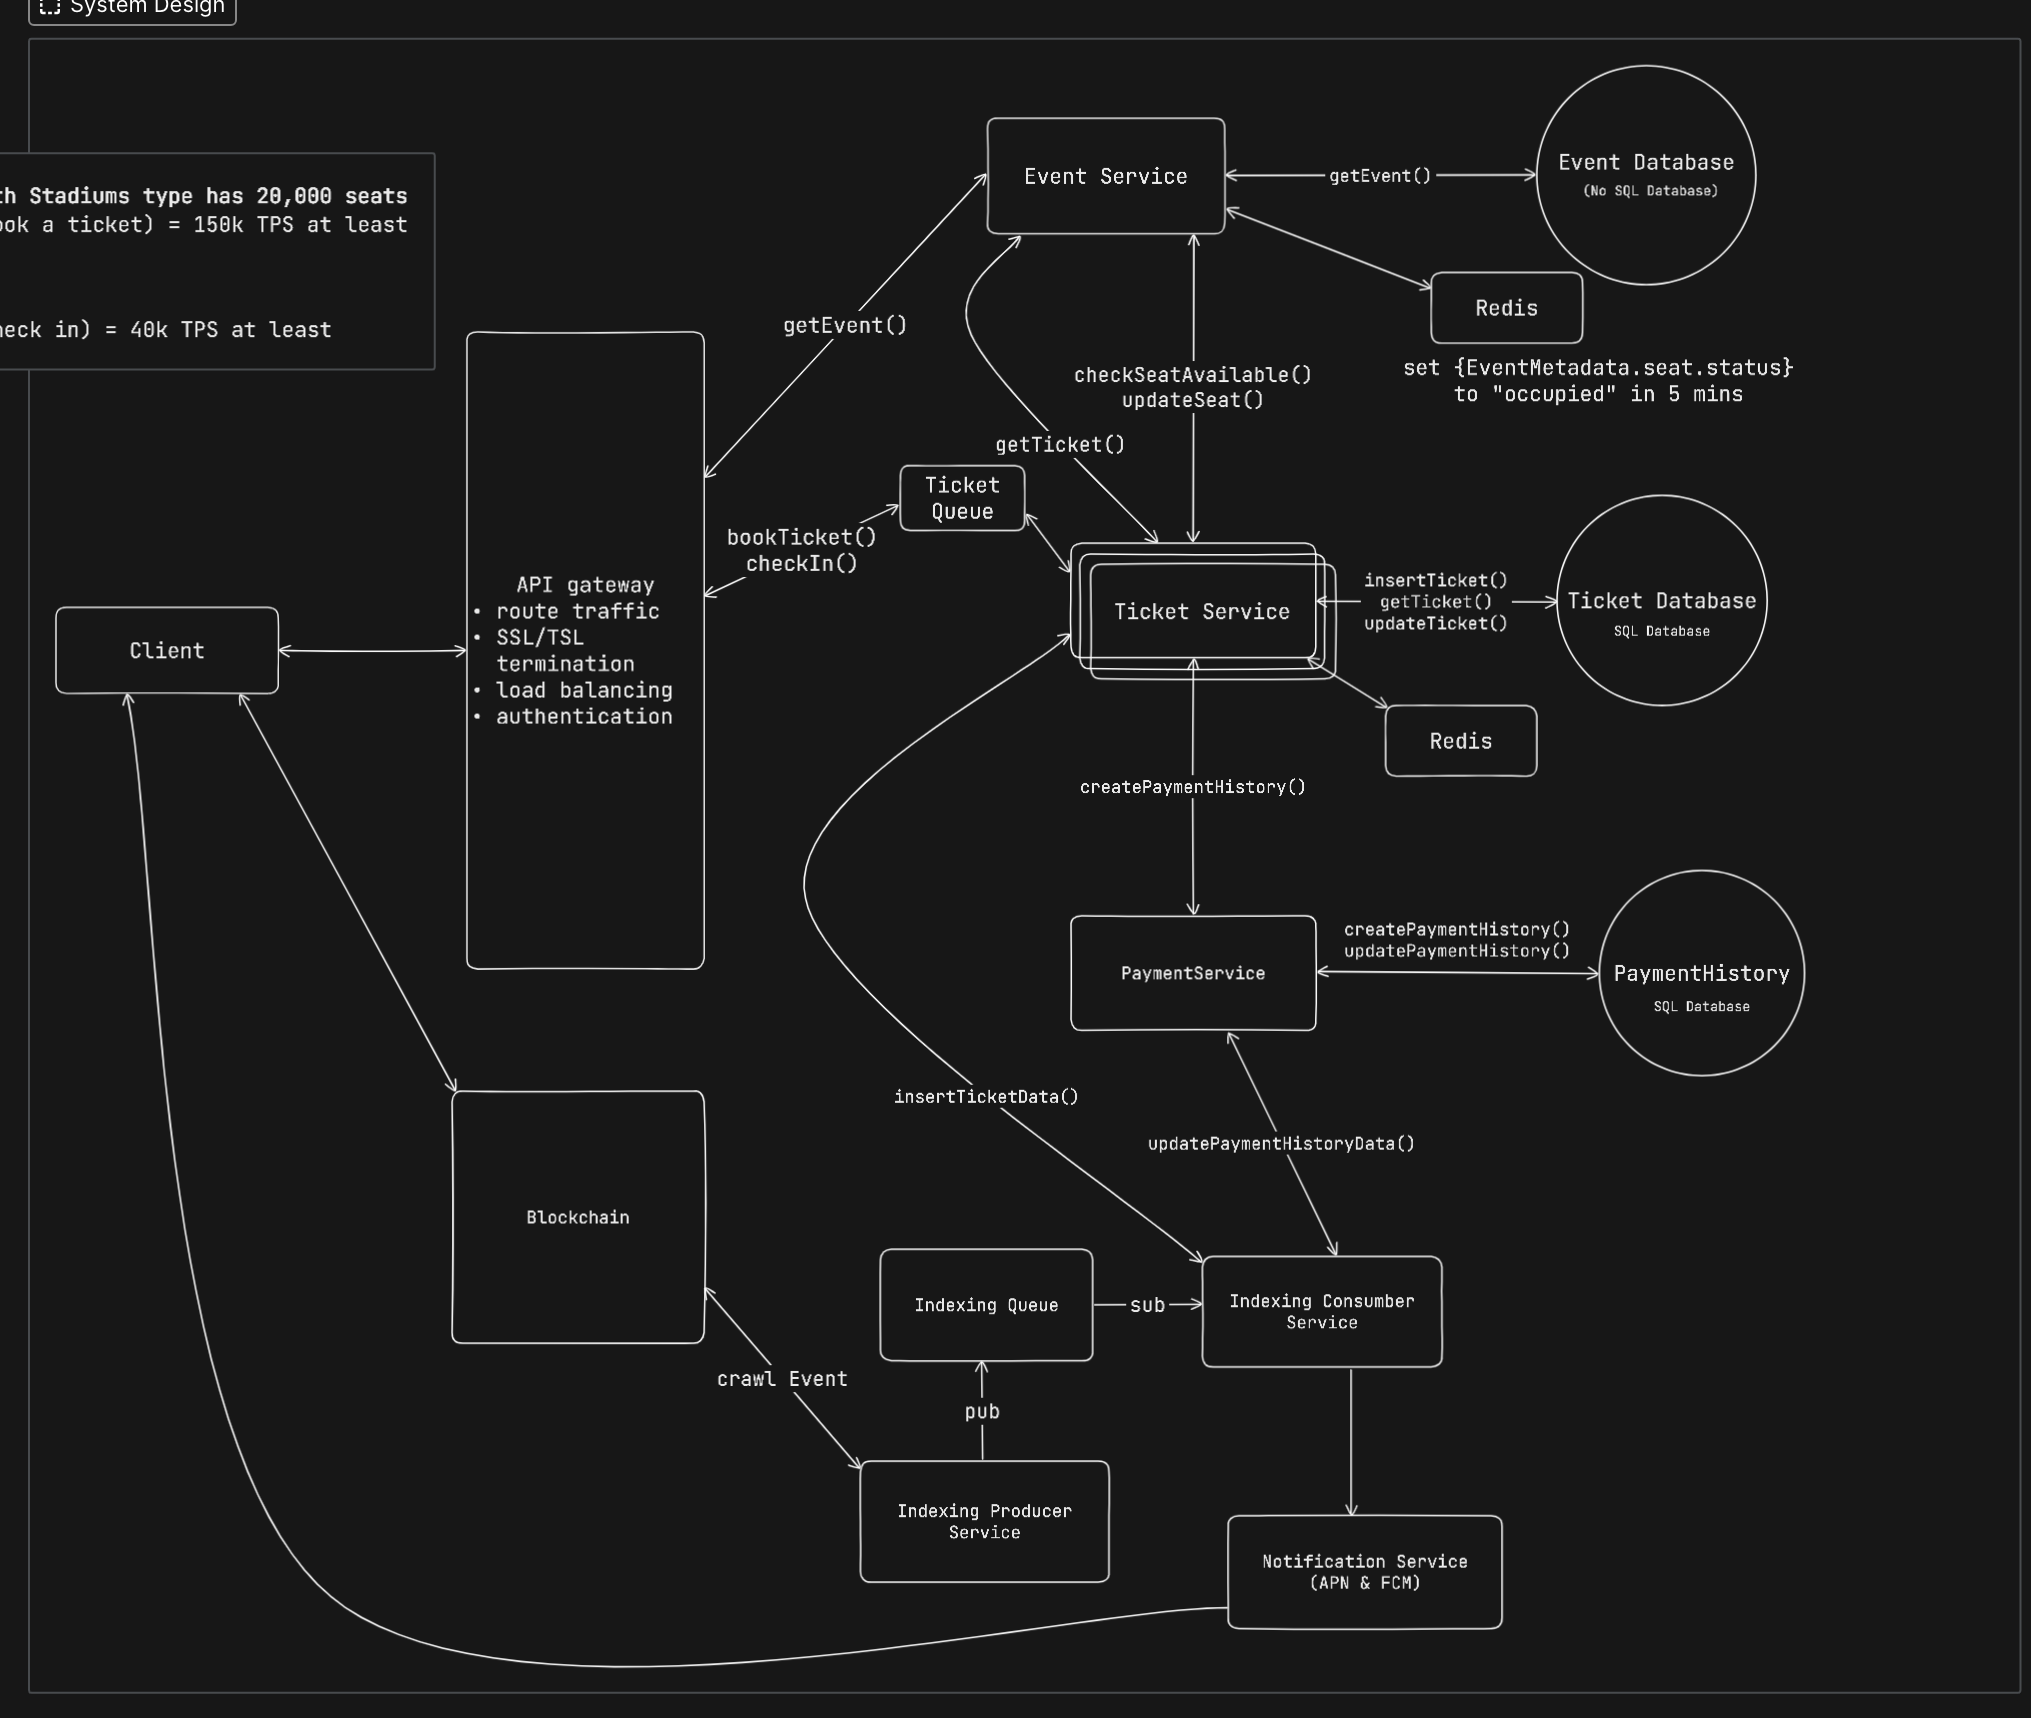 System Design
th Stadiums type has 20,000 seats
ook a ticket) = 150k TPS at least
heck in) = 40k TPS at least
Event Service
getEvent()
Event Database
(No SQL Database)
Redis
set {EventMetadata.seat.status}
to "occupied" in 5 mins
getEvent()
checkSeatAvailable()
updateSeat()
getTicket()
Ticket
Queue
bookTicket()
checkIn()
API gateway
• route traffic
• SSL/TSL
termination
• load balancing
• authentication
Client
Ticket Service
insertTicket()
getTicket()
updateTicket()
Ticket Database
SQL Database
Redis
createPaymentHistory()
PaymentService
createPaymentHistory()
updatePaymentHistory()
PaymentHistory
SQL Database
insertTicketData()
updatePaymentHistoryData()
Blockchain
Indexing Queue
sub
Indexing Consumber
Service
crawl Event
pub
Indexing Producer
Service
Notification Service
(APN & FCM)